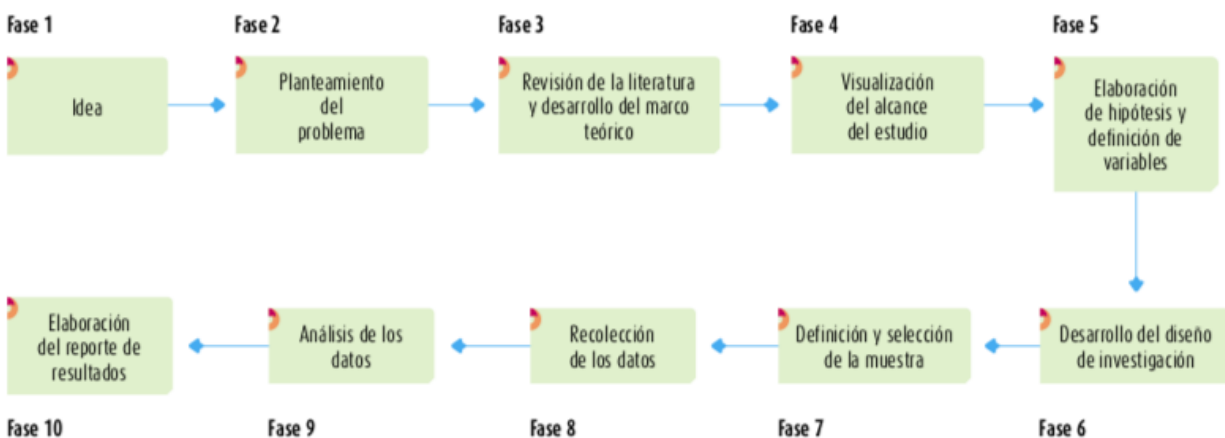 Fase 1
Idea
Fase 2
Planteamiento
del
problema
Fase 3
Revisión de la literatura
y desarrollo del marco
teórico
Fase 4
Visualización
del alcance
del estudio
Fase 5
Elaboración
de hipótesis y
definición de
variables
Desarrollo del diseño
de investigación
Fase 6
Definición y selección
de la muestra
Fase 7
Recolección
de los datos
Fase 8
Análisis de los
datos
Fase 9
Elaboración
del reporte de
resultados
Fase 10